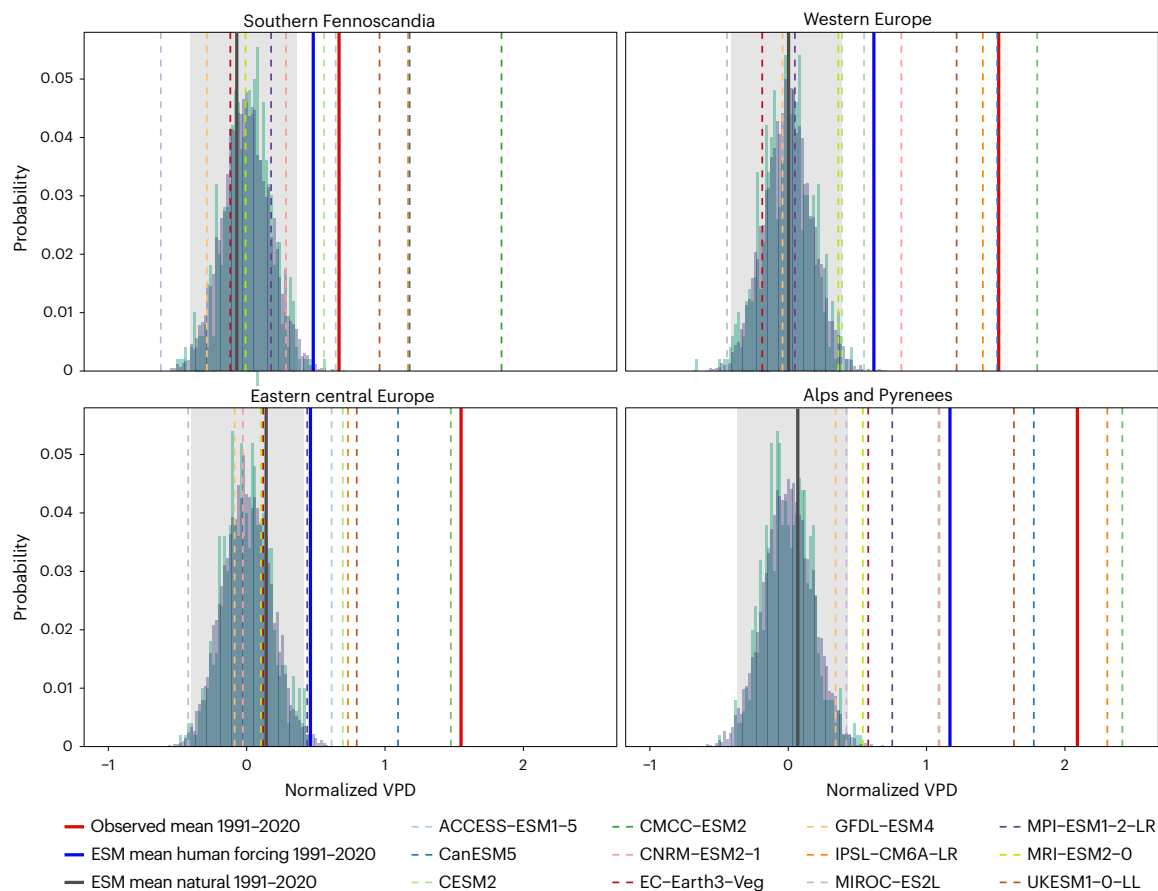 Southern Fennoscandia
Western Europe
Probability
0.05
0.04
0.03
0.02
0.01
0
Eastern central Europe
Alps and Pyrenees
Probability
0.05
0.04
0.03
0.02
0.01
0
−1 0 1 2
−1 0 1 2
Normalized VPD
Normalized VPD
Observed mean 1991–2020
ESM mean human forcing 1991–2020
ESM mean natural 1991–2020
ACCESS−ESM1−5
CanESM5
CESM2
CMCC−ESM2
CNRM−ESM2−1
EC−Earth3−Veg
GFDL−ESM4
IPSL−CM6A−LR
MIROC−ES2L
MPI−ESM1−2−LR
MRI−ESM2−0
UKESM1−0−LL